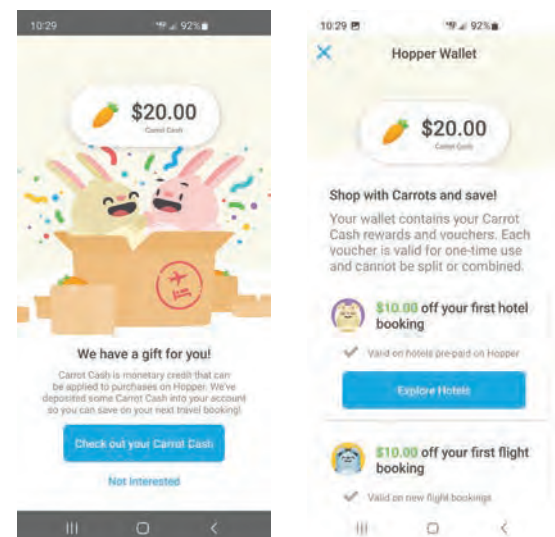 10:29
92%
$20.00
Carrot Cash
We have a gift for you!
Carrot Cash is monetary credit that can
be applied to purchases on Hopper. We've
deposited some Carrot Cash into your account
so you can save on your next travel booking!
Check out your Carrot Cash
Not Interested
10:29
92%
Hopper Wallet
$20.00
Carrot Cash
Shop with Carrots and save!
Your wallet contains your Carrot
Cash rewards and vouchers. Each
voucher is valid for one-time use
and cannot be split or combined.
$10.00 off your first hotel
booking
Valid on hotels pre-paid on Hopper
Explore Hotels
$10.00 off your first flight
booking
Valid on new flight bookings